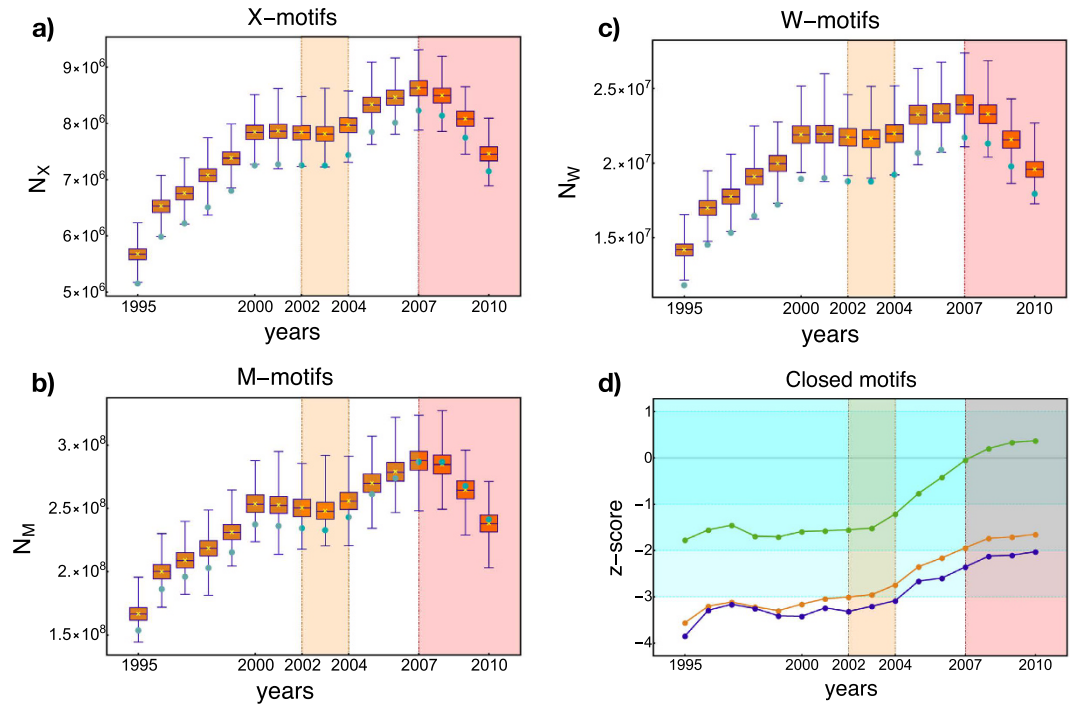 a)
X−motifs
N_X
9×10⁶
8×10⁶
7×10⁶
6×10⁶
5×10⁶
1995 2000 2002 2004 2007 2010
years
c)
W−motifs
N_W
2.5×10⁷
2.×10⁷
1.5×10⁷
1995 2000 2002 2004 2007 2010
years
b)
M−motifs
N_M
3.×10⁸
2.5×10⁸
2.×10⁸
1.5×10⁸
1995 2000 2002 2004 2007 2010
years
d)
Closed motifs
z−score
1
0
−1
−2
−3
−4
1995 2000 2002 2004 2007 2010
years